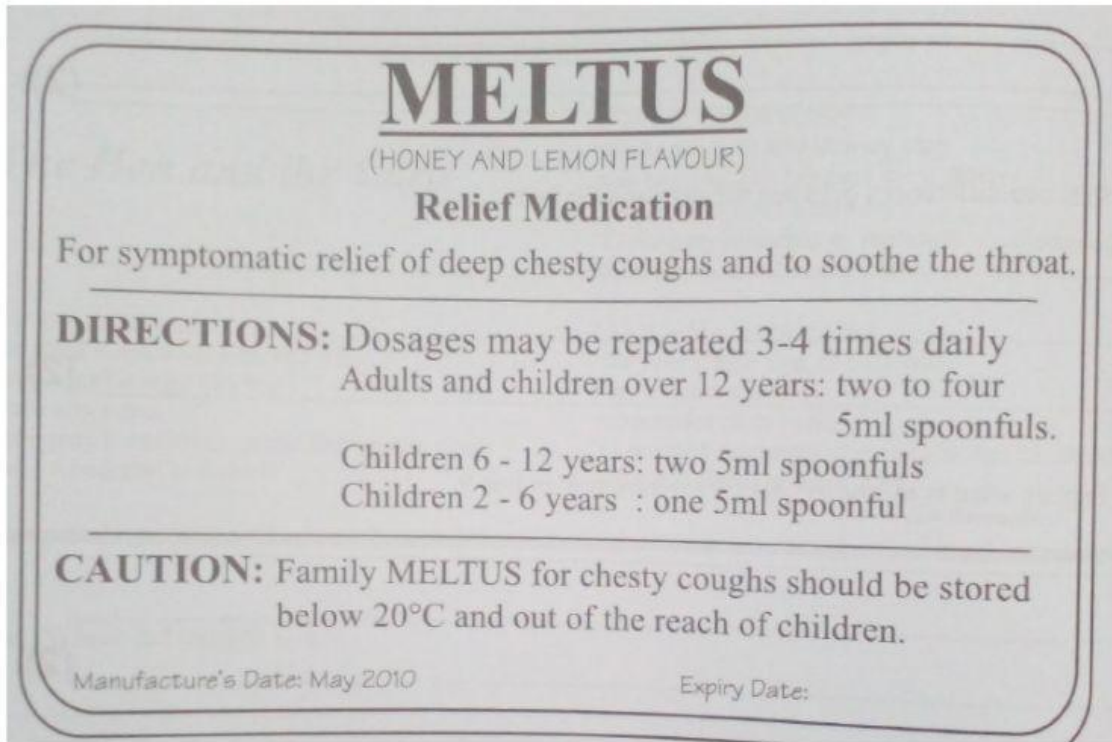 MELTUS
(HONEY AND LEMON FLAVOUR)
Relief Medication
For symptomatic relief of deep chesty coughs and to soothe the throat.
DIRECTIONS: Dosages may be repeated 3-4 times daily
Adults and children over 12 years: two to four
5ml spoonfuls.
Children 6 - 12 years: two 5ml spoonfuls
Children 2 - 6 years : one 5ml spoonful
CAUTION: Family MELTUS for chesty coughs should be stored
below 20°C and out of the reach of children.
Manufacture's Date: May 2010 Expiry Date: